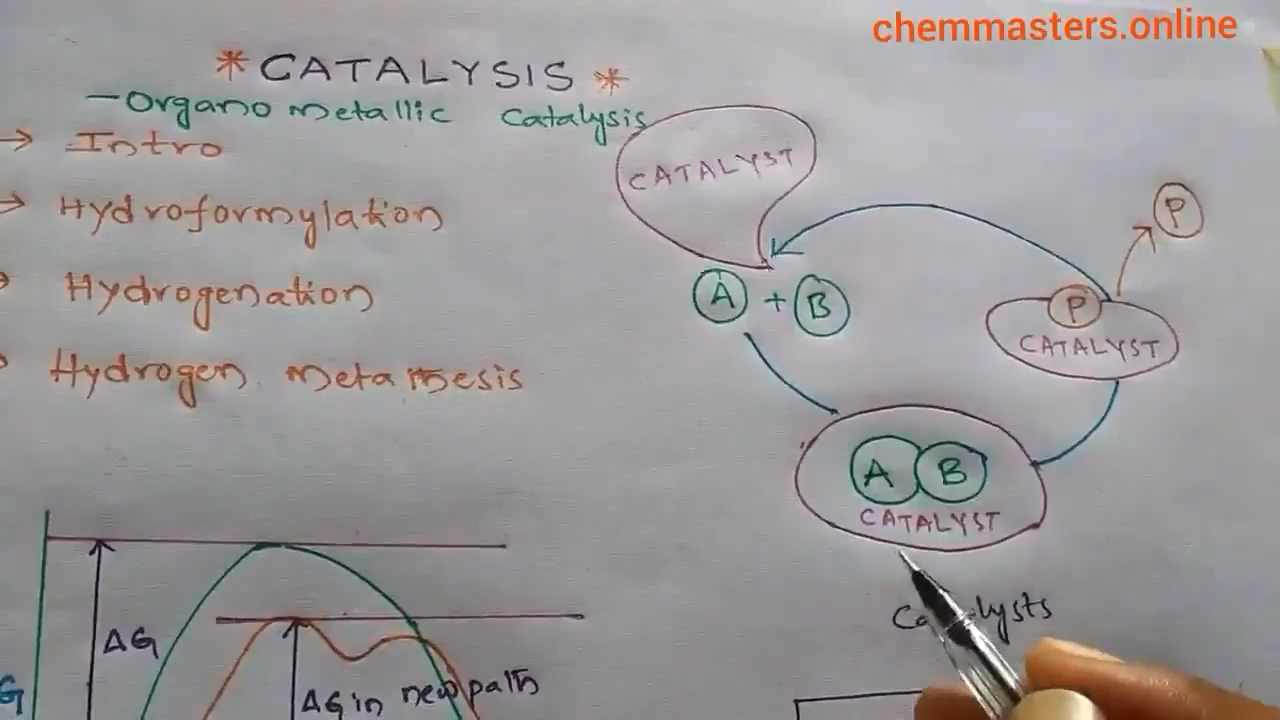 chemmasters.online
* CATALYSIS *
- Organo metallic catalysis
→ Intro
→ Hydroformylation
→ Hydrogenation
→ Hydrogen metathesis
CATALYST
A + B
P
P
CATALYST
A B
CATALYST
ΔG
ΔG in new path
G